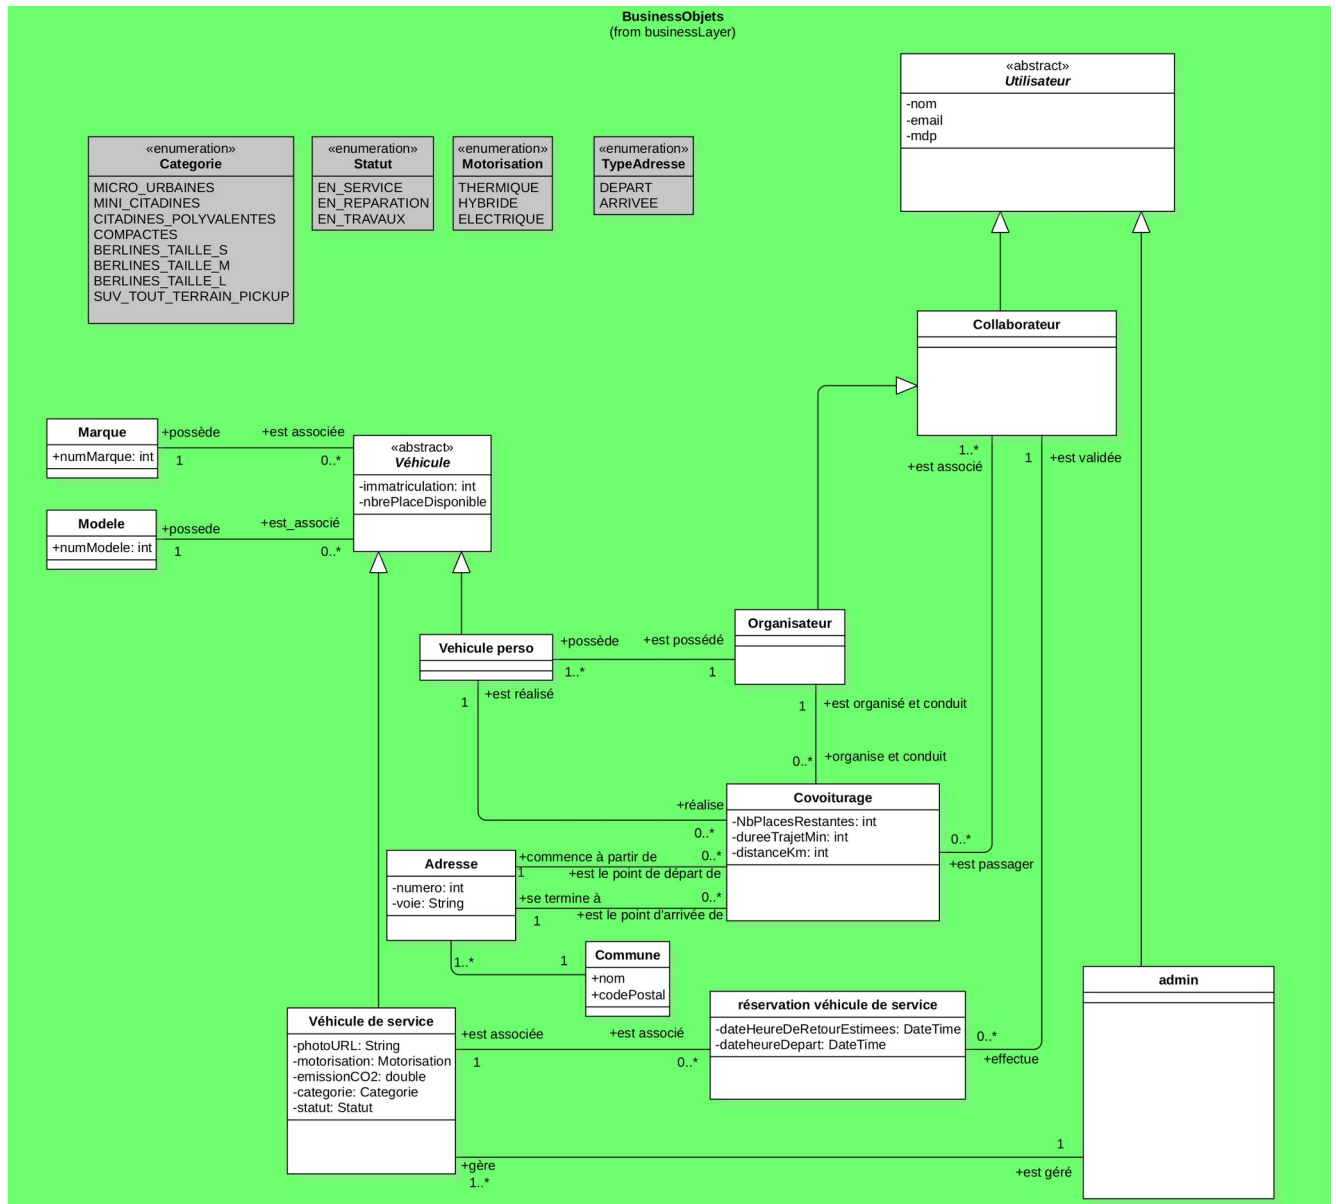 BusinessObjets
(from businessLayer)
«abstract»
Utilisateur
-nom
-email
-mdp
«enumeration»
Categorie
MICRO_URBAINES
MINI_CITADINES
CITADINES_POLYVALENTES
COMPACTES
BERLINES_TAILLE_S
BERLINES_TAILLE_M
BERLINES_TAILLE_L
SUV_TOUT_TERRAIN_PICKUP
«enumeration»
Statut
EN_SERVICE
EN_REPARATION
EN_TRAVAUX
«enumeration»
Motorisation
THERMIQUE
HYBRIDE
ELECTRIQUE
«enumeration»
TypeAdresse
DEPART
ARRIVEE
Collaborateur
1..*
+est associé
1
+est validée
Marque
+numMarque: int
+possède
1
+est associée
0..*
«abstract»
Véhicule
-immatriculation: int
-nbrePlaceDisponible
Modele
+numModele: int
+possede
1
+est_associé
0..*
Vehicule perso
+possède
1..*
+est possédé
1
Organisateur
+est réalisé
1
1
+est organisé et conduit
0..*
+organise et conduit
+réalise
0..*
Covoiturage
-NbPlacesRestantes: int
-dureeTrajetMin: int
-distanceKm: int
0..*
+est passager
Adresse
-numero: int
-voie: String
+commence à partir de
0..*
1
+est le point de départ de
+se termine à
0..*
1
+est le point d'arrivée de
1..*
1
Commune
+nom
+codePostal
admin
réservation véhicule de service
-dateHeureDeRetourEstimees: DateTime
-dateheureDepart: DateTime
0..*
+effectue
Véhicule de service
-photoURL: String
-motorisation: Motorisation
-emissionCO2: double
-categorie: Categorie
-statut: Statut
+est associée
1
+est associé
0..*
+gère
1..*
1
+est géré